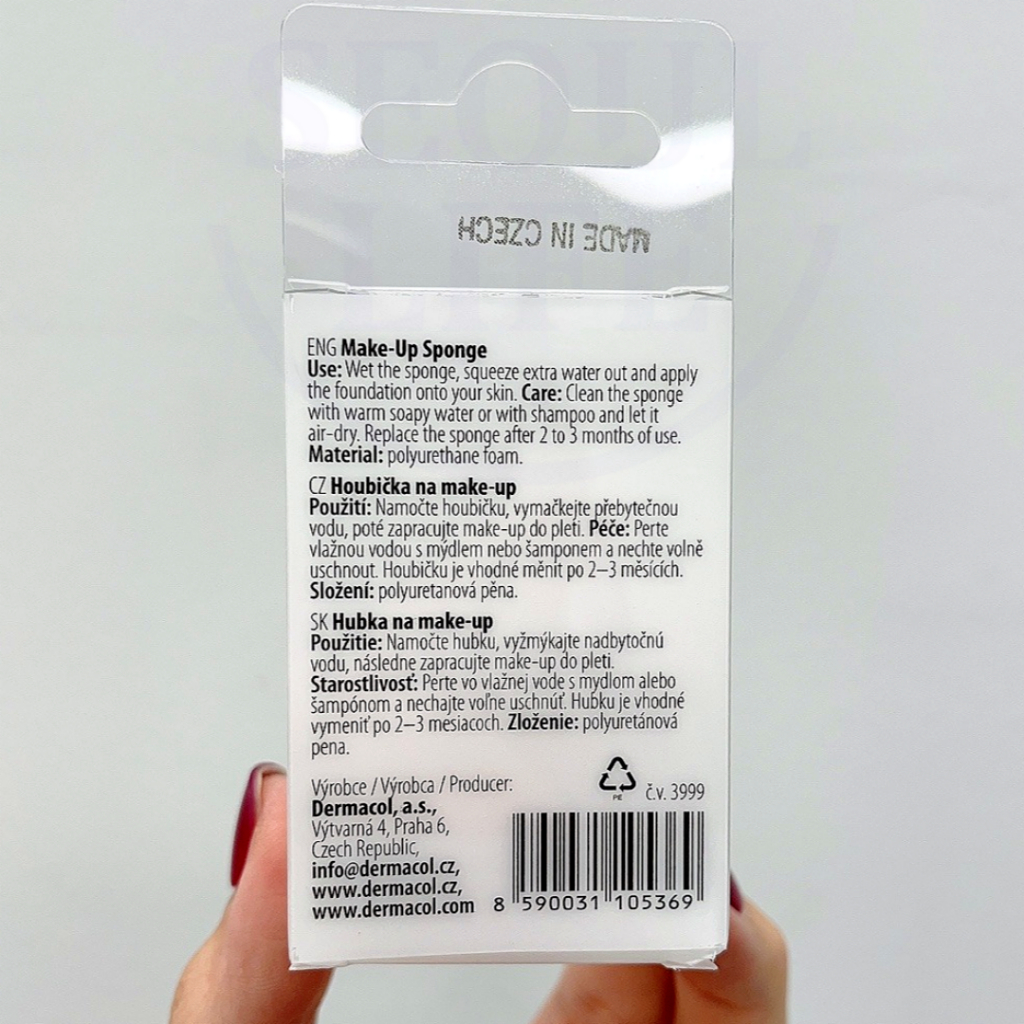 SEOUL
LIFE
MADE IN CZECH
ENG Make-Up Sponge
Use: Wet the sponge, squeeze extra water out and apply
the foundation onto your skin. Care: Clean the sponge
with warm soapy water or with shampoo and let it
air-dry. Replace the sponge after 2 to 3 months of use.
Material: polyurethane foam.
CZ Houbička na make-up
Použití: Namočte houbičku, vymačkejte přebytečnou
vodu, poté zapracujte make-up do pleti. Péče: Perte
vlažnou vodou s mýdlem nebo šamponem a nechte volně
uschnout. Houbičku je vhodné měnit po 2–3 měsících.
Složení: polyuretanová pěna.
SK Hubka na make-up
Použitie: Namočte hubku, vyžmýkajte nadbytočnú
vodu, následne zapracujte make-up do pleti.
Starostlivosť: Perte vo vlažnej vode s mydlom alebo
šampónom a nechajte voľne uschnúť. Hubku je vhodné
vymeniť po 2–3 mesiacoch. Zloženie: polyuretánová
pena.
Výrobce / Výrobca / Producer:
Dermacol, a.s.,
Výtvarná 4, Praha 6,
Czech Republic,
info@dermacol.cz,
www.dermacol.cz,
www.dermacol.com
PE
č.v. 3999
8 590031 105369